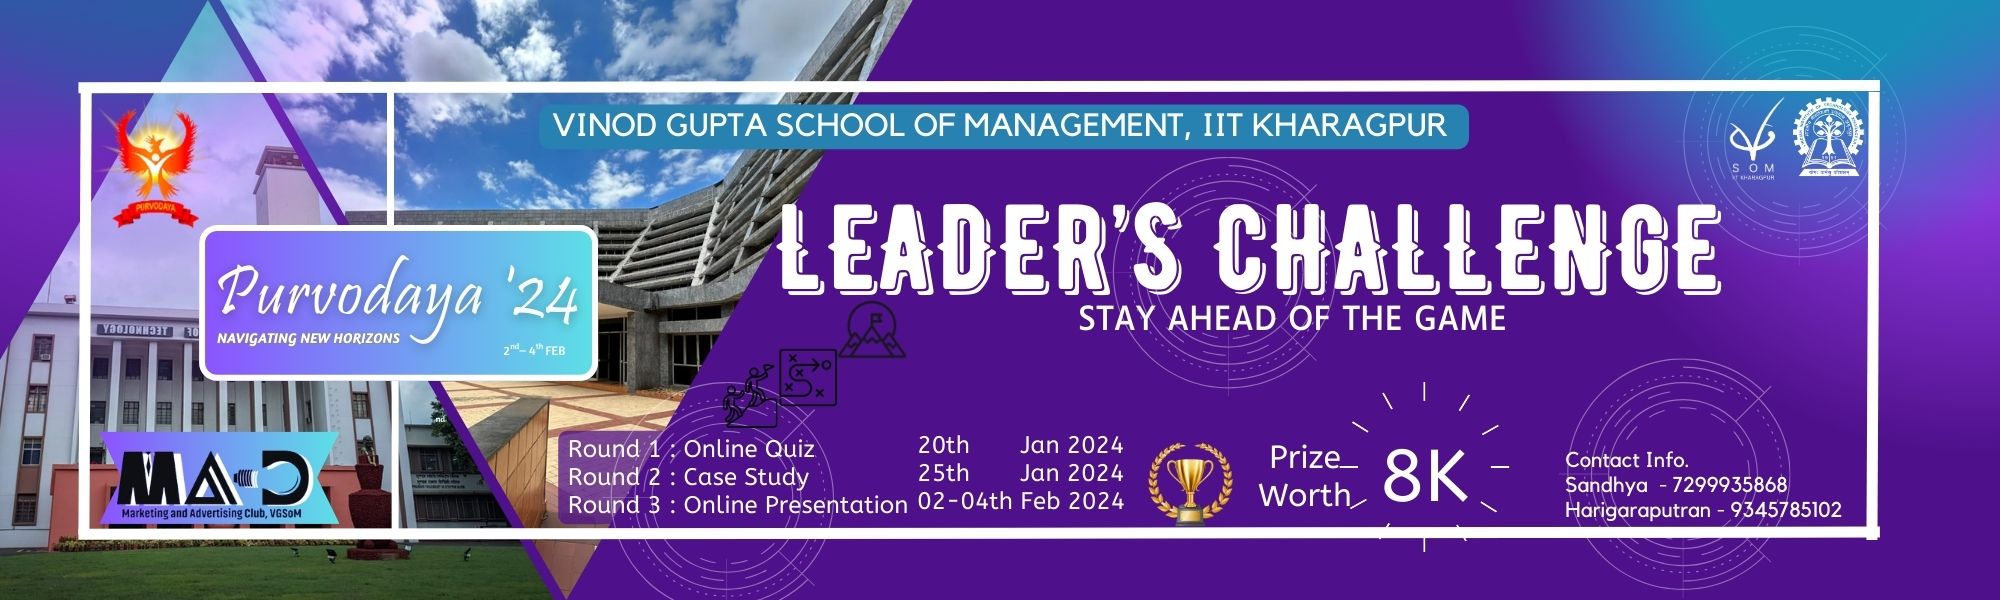 VINOD GUPTA SCHOOL OF MANAGEMENT, IIT KHARAGPUR
PURVODAYA
SOM
IIT KHARAGPUR
LEADER'S CHALLENGE
STAY AHEAD OF THE GAME
Purvodaya '24
NAVIGATING NEW HORIZONS
2nd– 4th FEB
OF TECHNOLOGY
MAD
Marketing and Advertising Club, VGSoM
nd
Round 1 : Online Quiz 20th Jan 2024
Round 2 : Case Study 25th Jan 2024
Round 3 : Online Presentation 02-04th Feb 2024
Prize
Worth
8K
Contact Info.
Sandhya - 7299935868
Harigaraputran - 9345785102